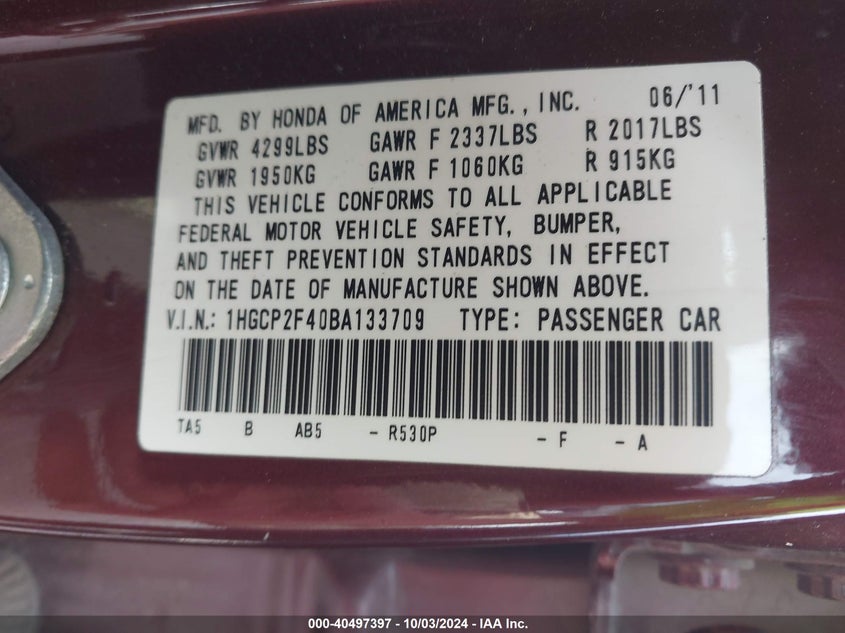 MFD. BY HONDA OF AMERICA MFG., INC. 06/'11
GVWR 4299LBS GAWR F 2337LBS R 2017LBS
GVWR 1950KG GAWR F 1060KG R 915KG
THIS VEHICLE CONFORMS TO ALL APPLICABLE
FEDERAL MOTOR VEHICLE SAFETY, BUMPER,
AND THEFT PREVENTION STANDARDS IN EFFECT
ON THE DATE OF MANUFACTURE SHOWN ABOVE.
V.I.N.: 1HGCP2F40BA133709 TYPE: PASSENGER CAR
TA5 B AB5 - R530P - F - A
000-40497397 - 10/03/2024 - IAA Inc.